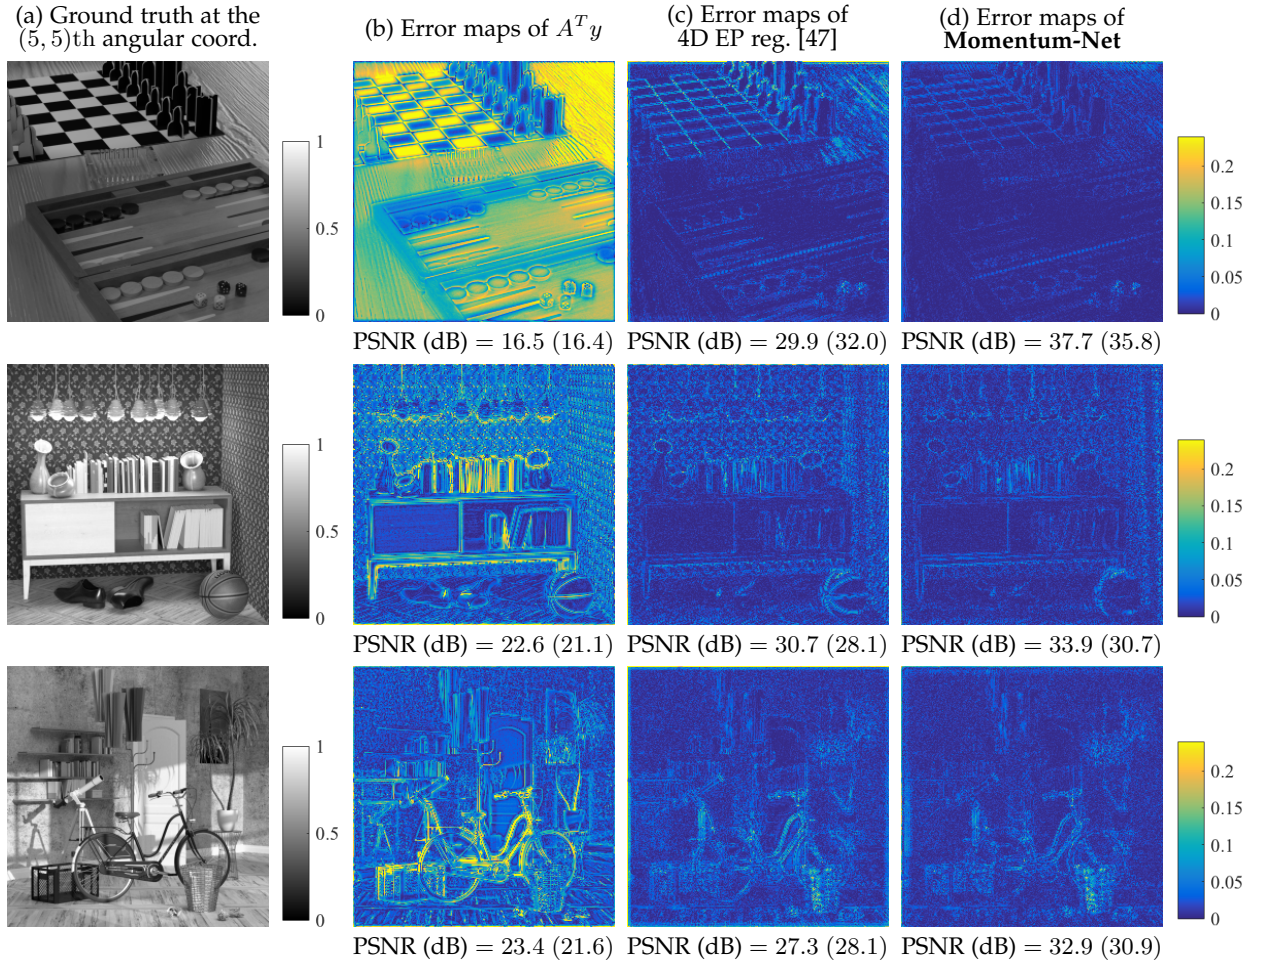 (a) Ground truth at the
(5, 5)th angular coord.
(b) Error maps of A^T y
(c) Error maps of
4D EP reg. [47]
(d) Error maps of
Momentum-Net
1
0.5
0
0.2
0.15
0.1
0.05
0
PSNR (dB) = 16.5 (16.4)
PSNR (dB) = 29.9 (32.0)
PSNR (dB) = 37.7 (35.8)
1
0.5
0
0.2
0.15
0.1
0.05
0
PSNR (dB) = 22.6 (21.1)
PSNR (dB) = 30.7 (28.1)
PSNR (dB) = 33.9 (30.7)
1
0.5
0
0.2
0.15
0.1
0.05
0
PSNR (dB) = 23.4 (21.6)
PSNR (dB) = 27.3 (28.1)
PSNR (dB) = 32.9 (30.9)